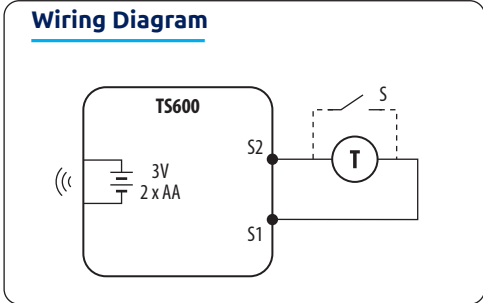 Wiring Diagram
TS600
S
S2
T
3V
2 x AA
S1